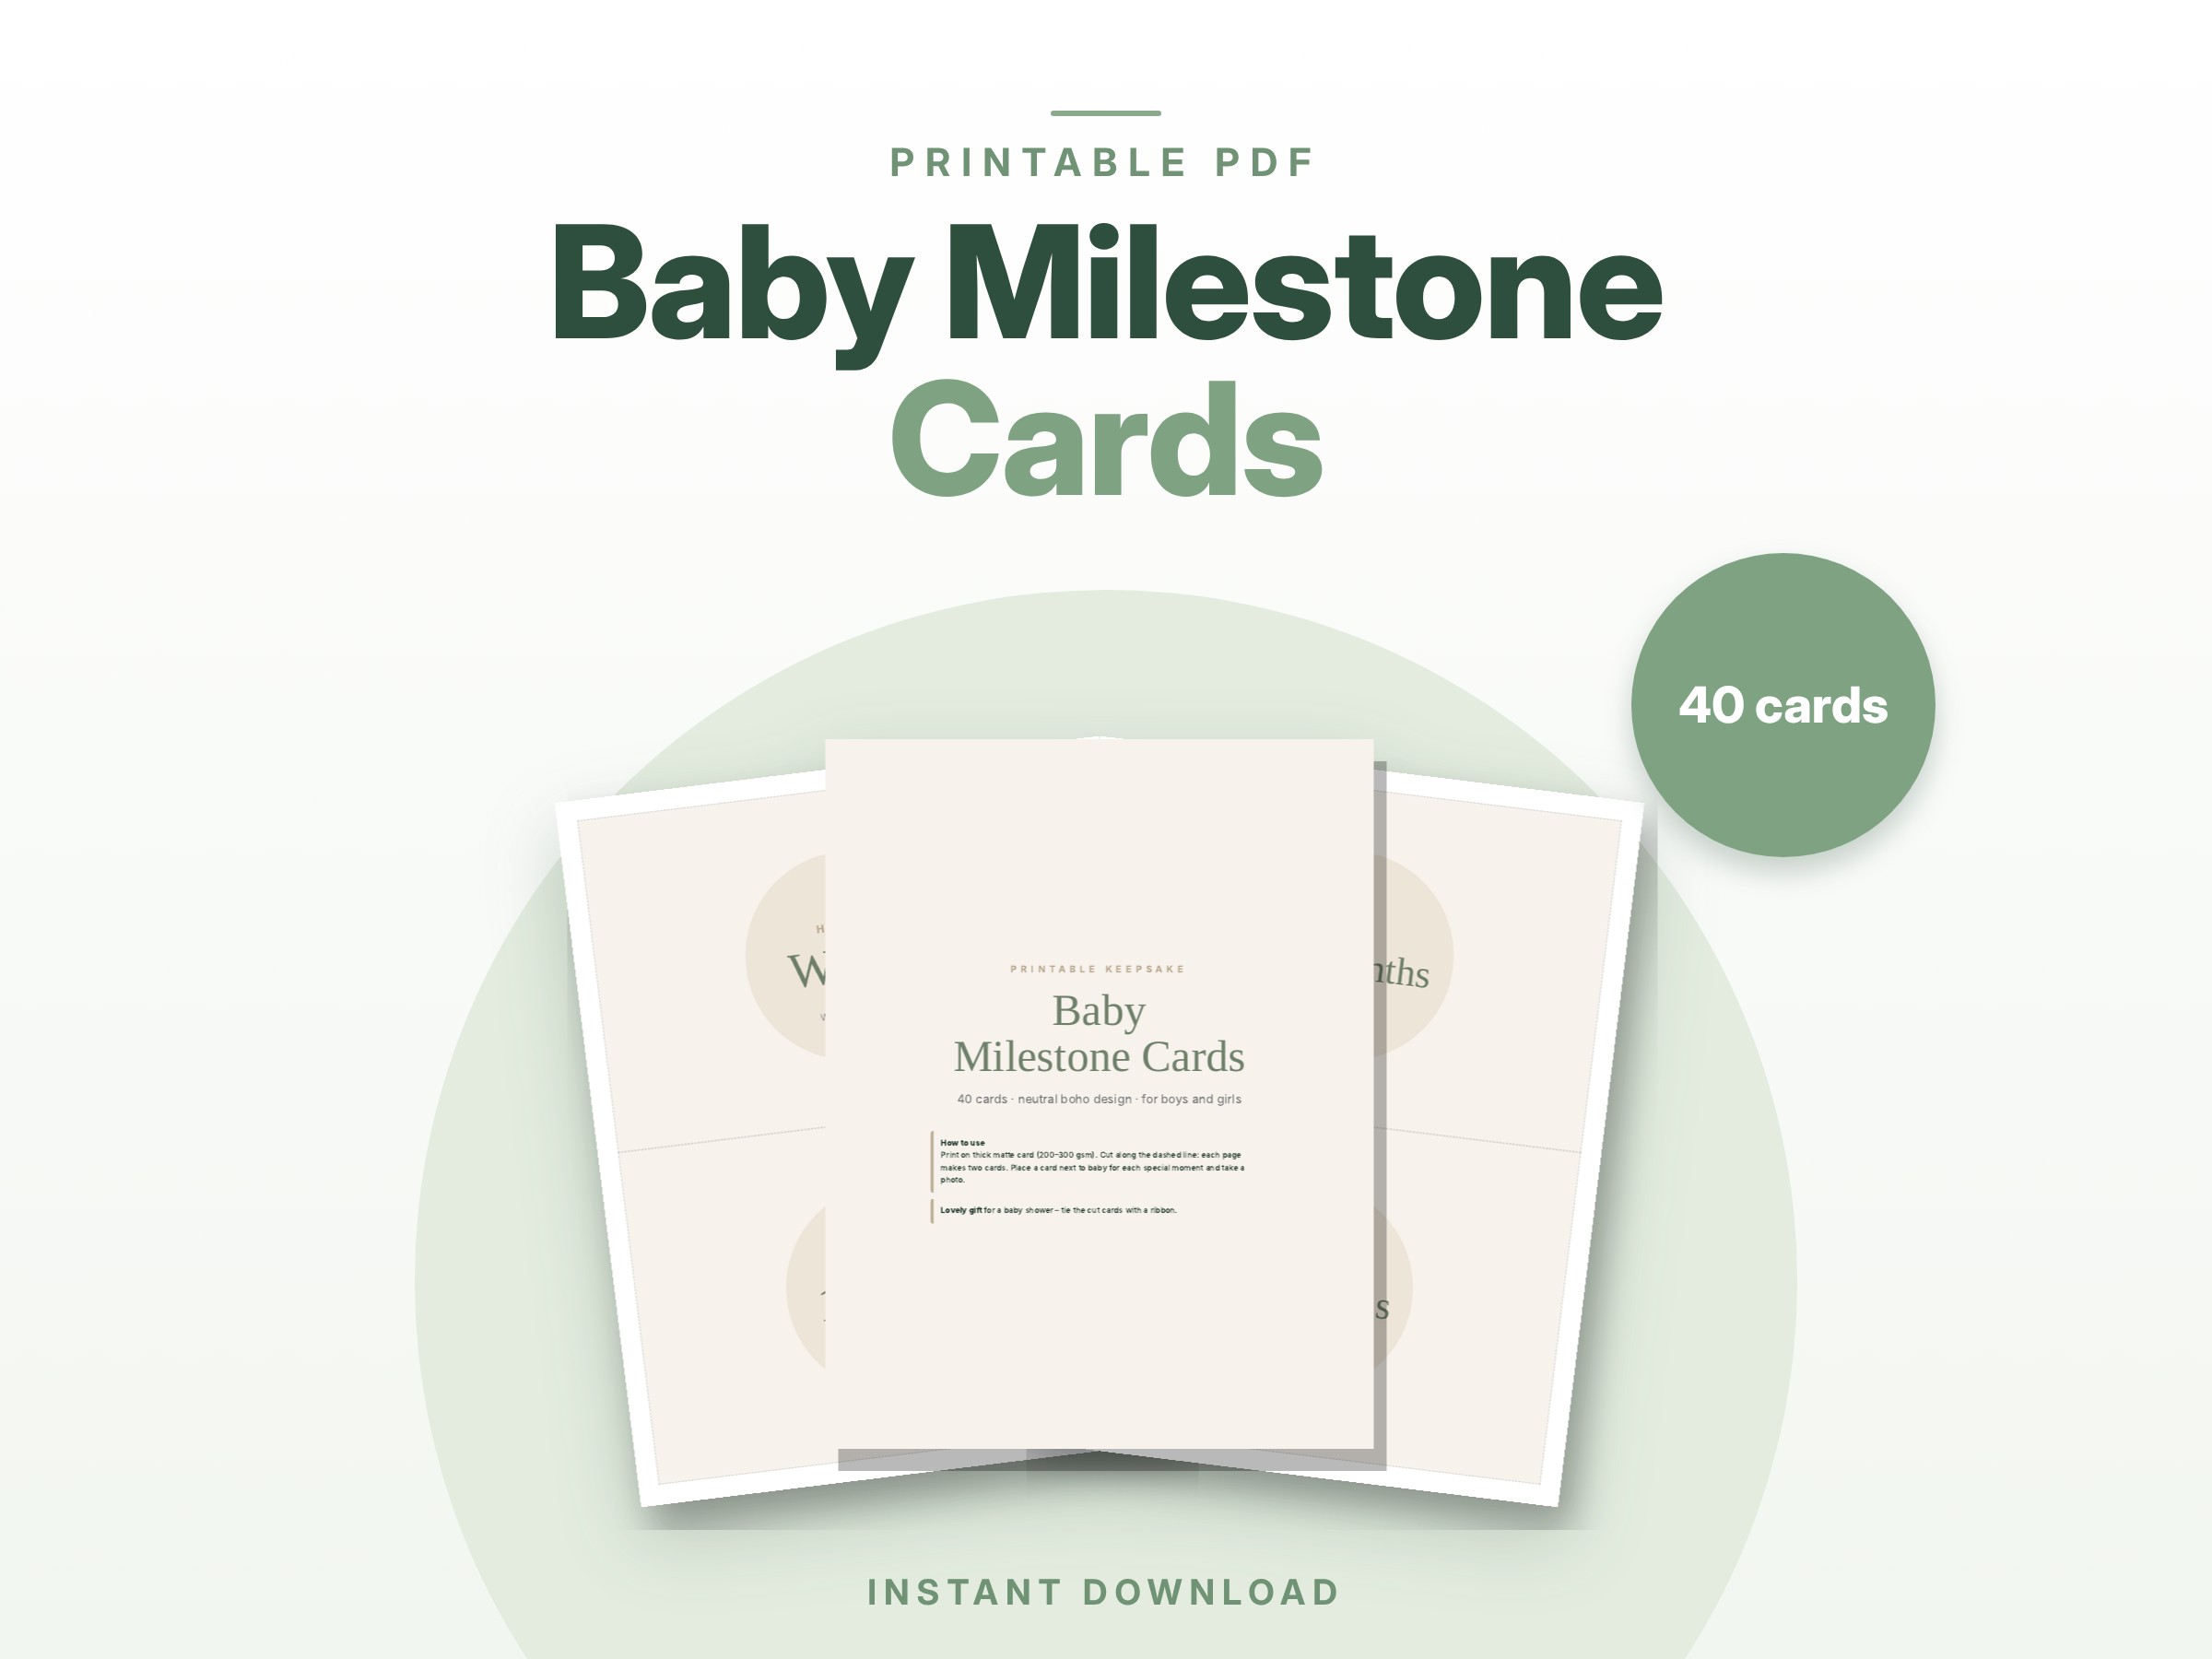 PRINTABLE PDF
Baby Milestone
Cards
40 cards
nths
PRINTABLE KEEPSAKE
Baby
Milestone Cards
40 cards · neutral boho design · for boys and girls
How to use
Print on thick matte card (200–300 gsm). Cut along the dashed line: each page
makes two cards. Place a card next to baby for each special moment and take a
photo.
Lovely gift for a baby shower – tie the cut cards with a ribbon.
s
INSTANT DOWNLOAD